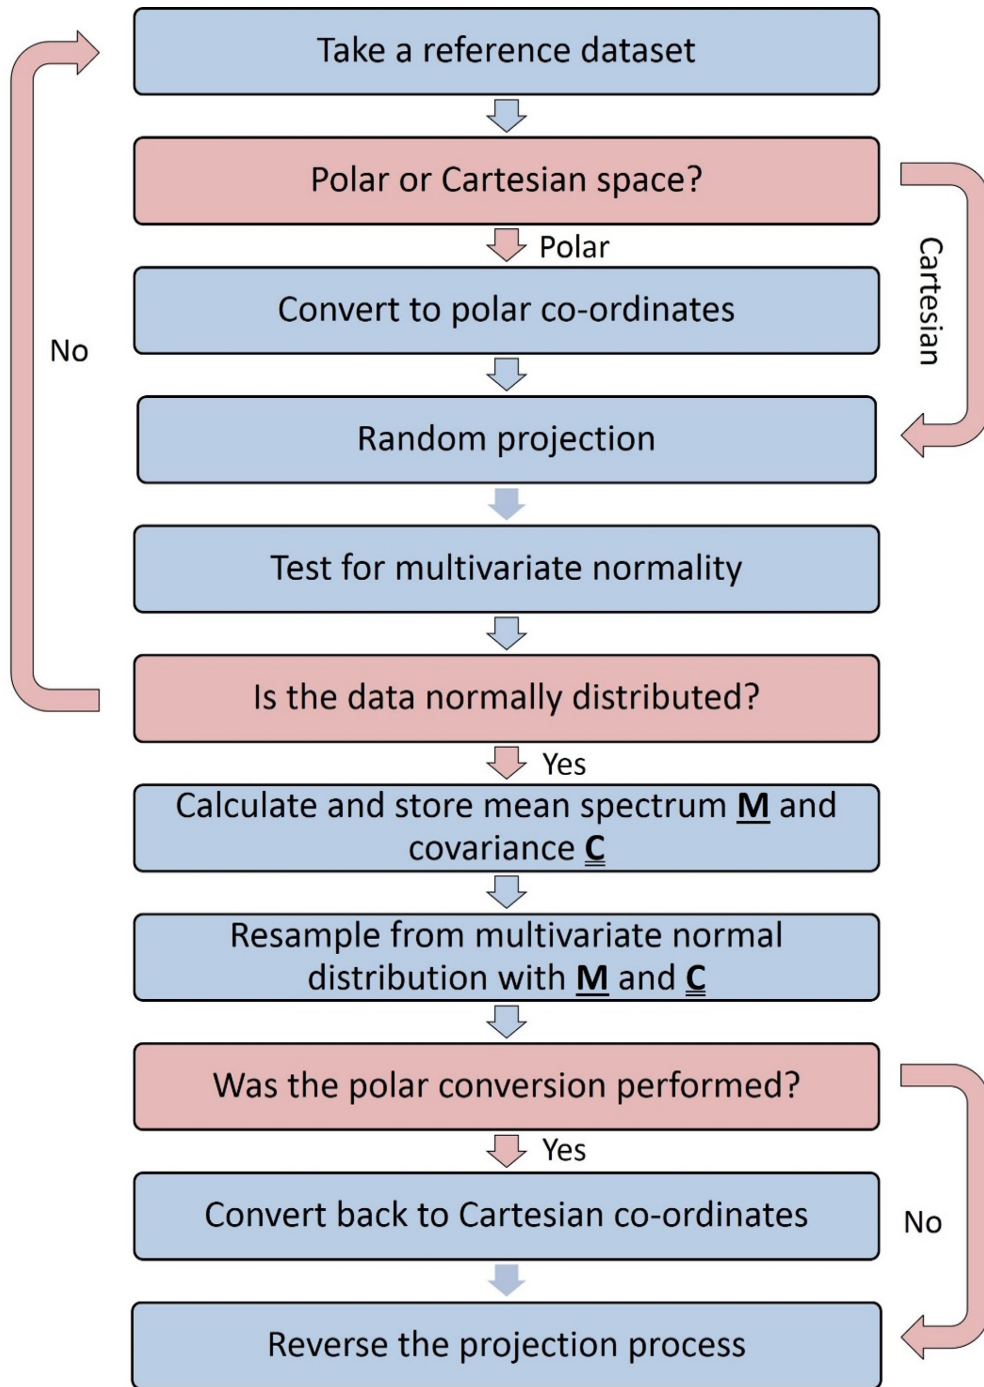 Take a reference dataset
Polar or Cartesian space?
Polar
Cartesian
Convert to polar co-ordinates
No
Random projection
Test for multivariate normality
Is the data normally distributed?
Yes
Calculate and store mean spectrum M and
covariance C
Resample from multivariate normal
distribution with M and C
Was the polar conversion performed?
Yes
Convert back to Cartesian co-ordinates
No
Reverse the projection process